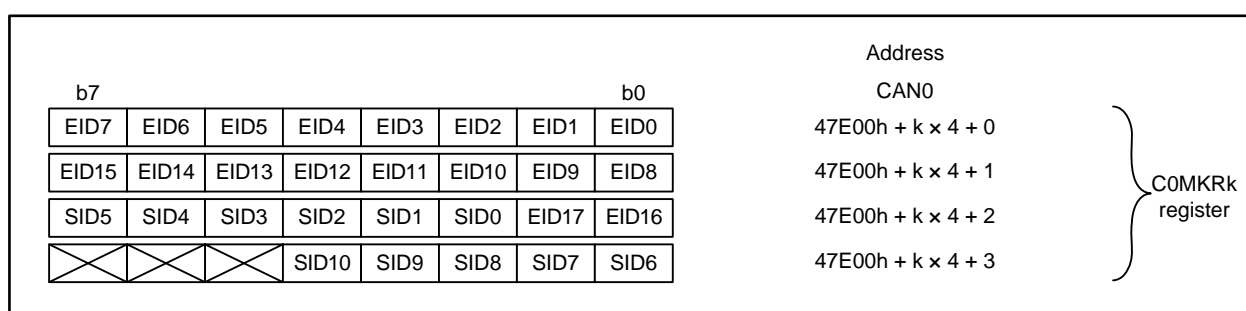 Address
b7 b0 CAN0
EID7 EID6 EID5 EID4 EID3 EID2 EID1 EID0 47E00h + k × 4 + 0
EID15 EID14 EID13 EID12 EID11 EID10 EID9 EID8 47E00h + k × 4 + 1
SID5 SID4 SID3 SID2 SID1 SID0 EID17 EID16 47E00h + k × 4 + 2
SID10 SID9 SID8 SID7 SID6 47E00h + k × 4 + 3
C0MKRk
register